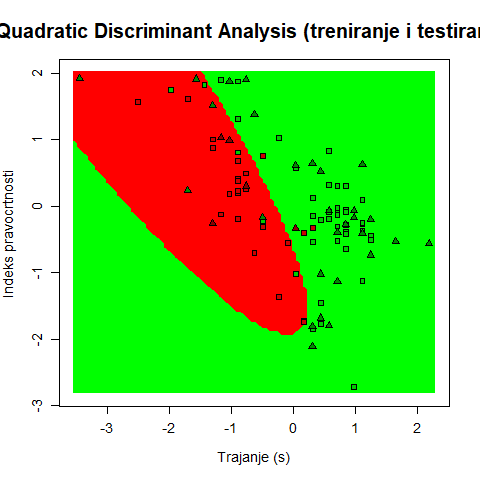 Quadratic Discriminant Analysis (treniranje i testiran
Indeks pravocrtnosti
2
1
0
-1
-2
-3
-3 -2 -1 0 1 2
Trajanje (s)